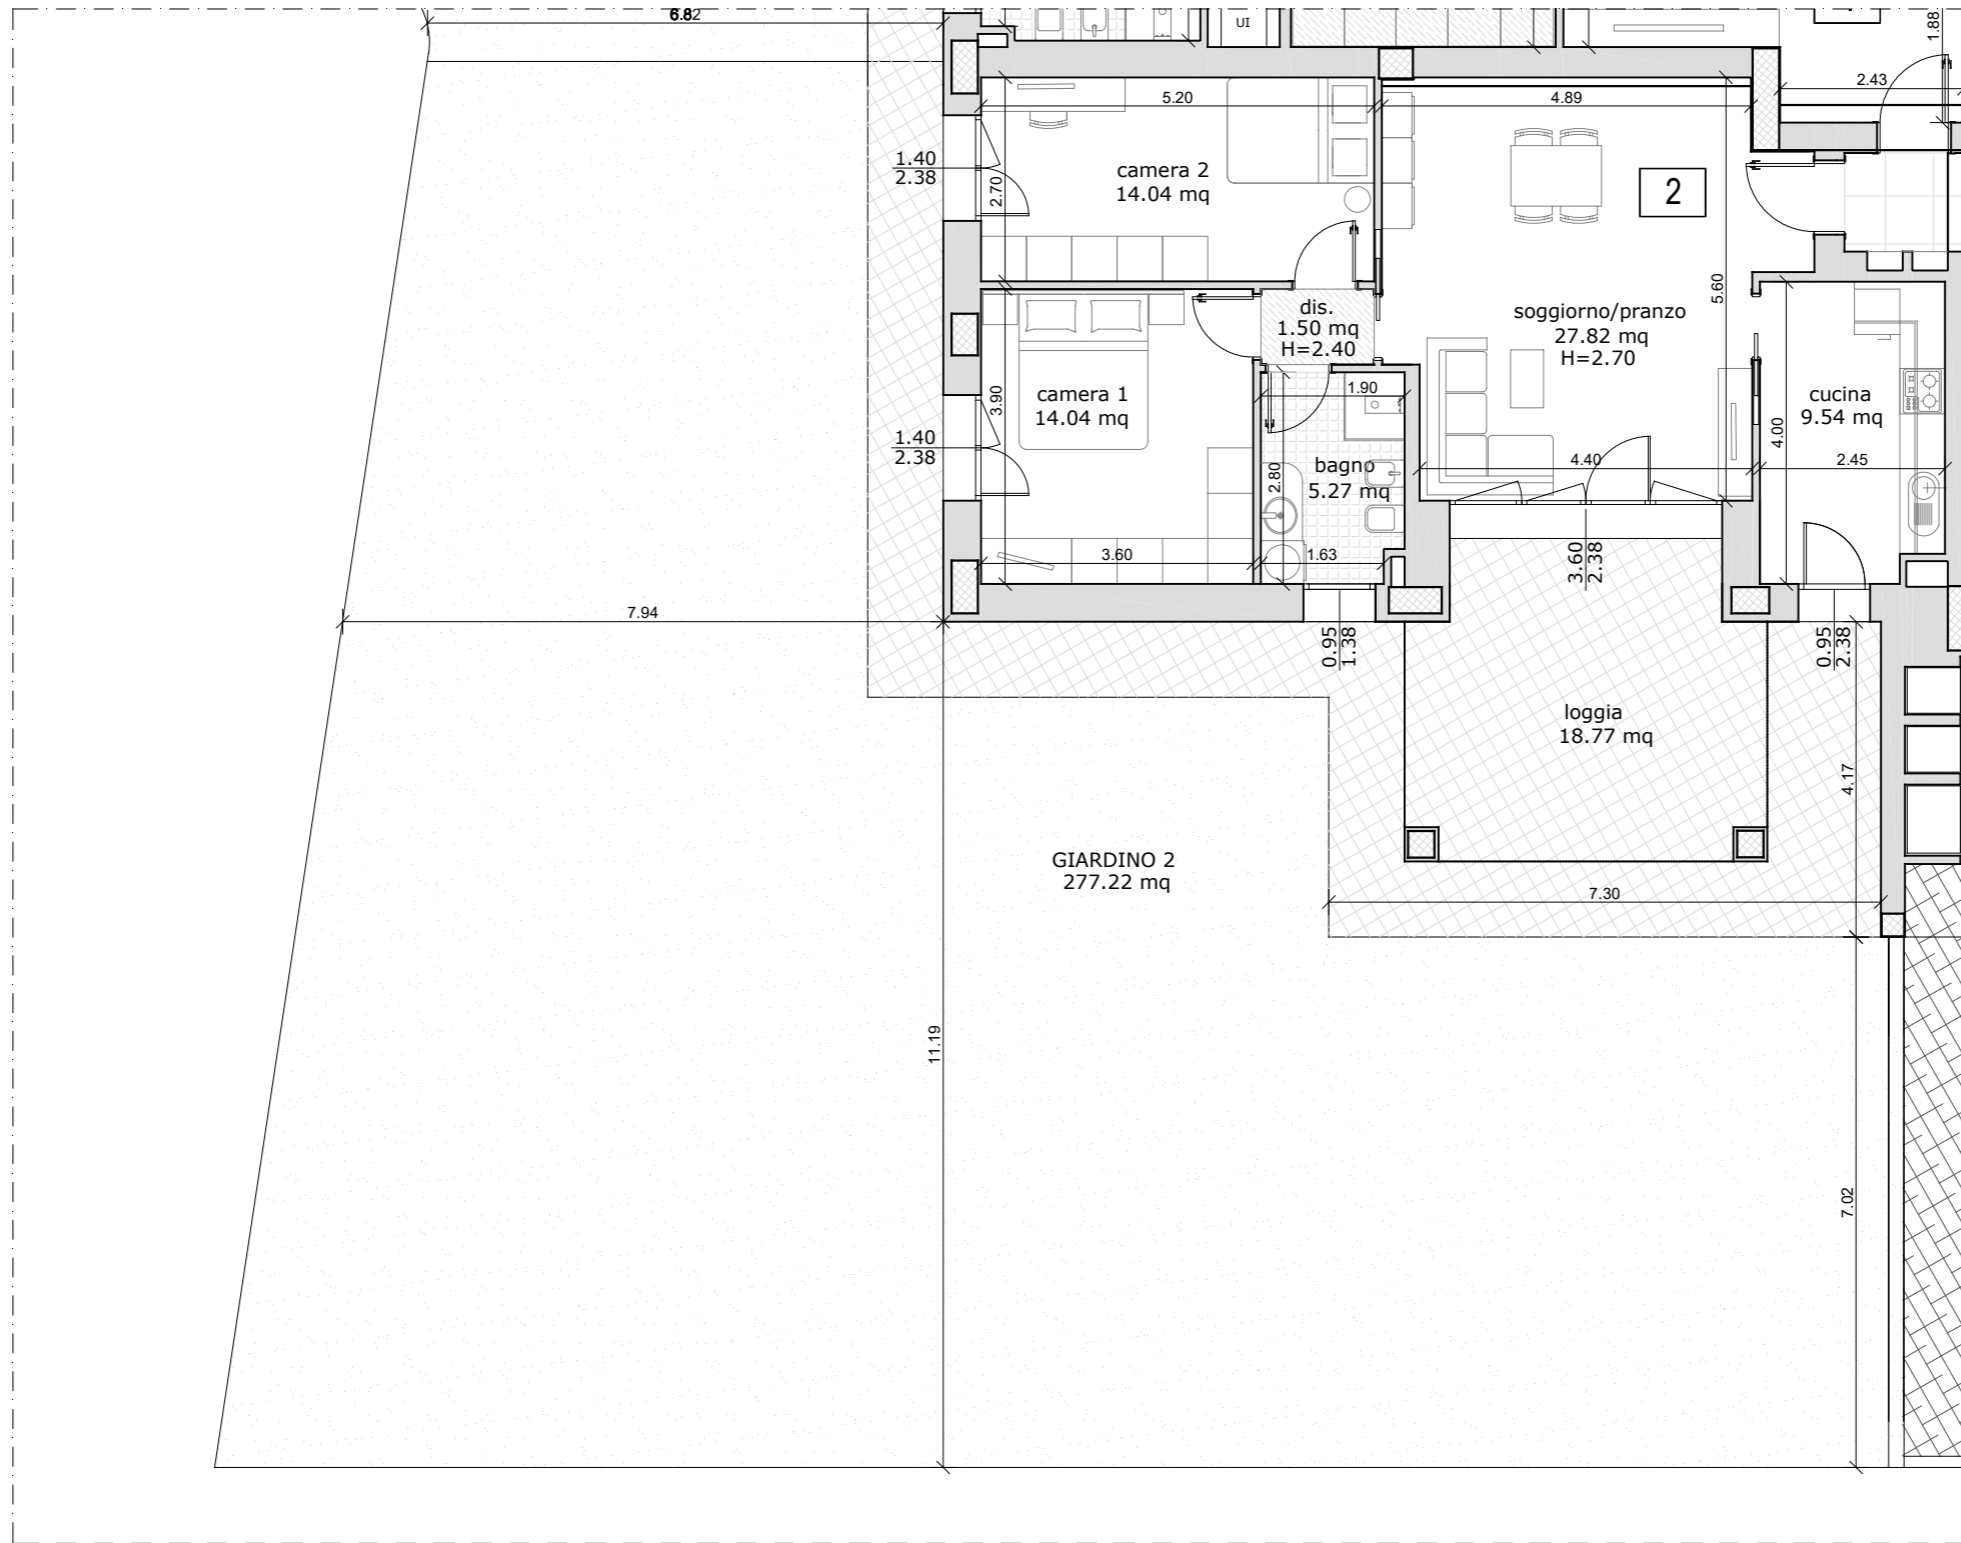 6.82
UI
1.88
2.43
5.20
4.89
1.40
2.38
2.70
camera 2
14.04 mq
2
5.60
dis.
1.50 mq
H=2.40
soggiorno/pranzo
27.82 mq
H=2.70
1.40
2.38
3.90
camera 1
14.04 mq
1.90
cucina
9.54 mq
4.00
2.80
bagno
5.27 mq
4.40
2.45
3.60
1.63
3.60
2.38
7.94
0.95
1.38
0.95
2.38
loggia
18.77 mq
4.17
GIARDINO 2
277.22 mq
7.30
11.19
7.02